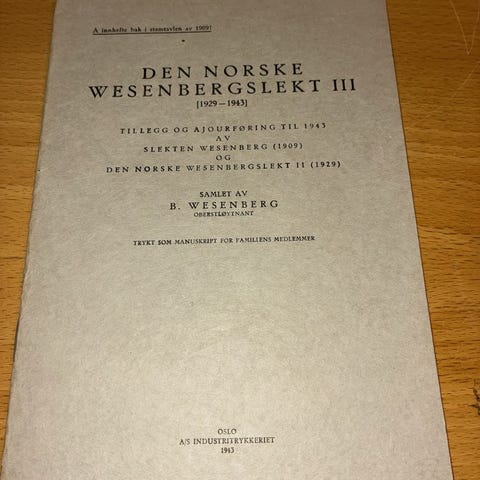 Å innhefte bak i stamtavlen av 1909!
DEN NORSKE
WESENBERGSLEKT III
[1929—1943]
TILLEGG OG AJOURFØRING TIL 1943
AV
SLEKTEN WESENBERG (1909)
OG
DEN NORSKE WESENBERGSLEKT II (1929)
SAMLET AV
B. WESENBERG
OBERSTLØYTNANT
TRYKT SOM MANUSKRIPT FOR FAMILIENS MEDLEMMER
OSLO
A/S INDUSTRITRYKKERIET
1943